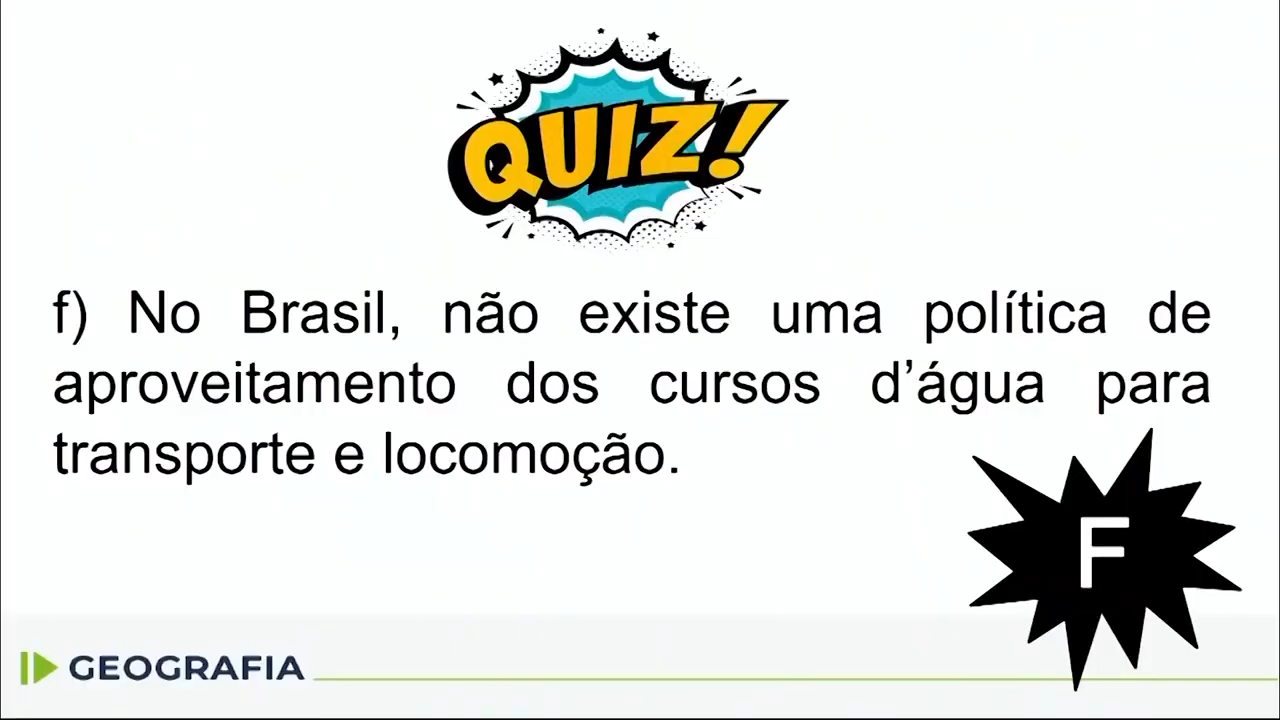 QUIZ!
f) No Brasil, não existe uma política de
aproveitamento dos cursos d’água para
transporte e locomoção.
F
GEOGRAFIA